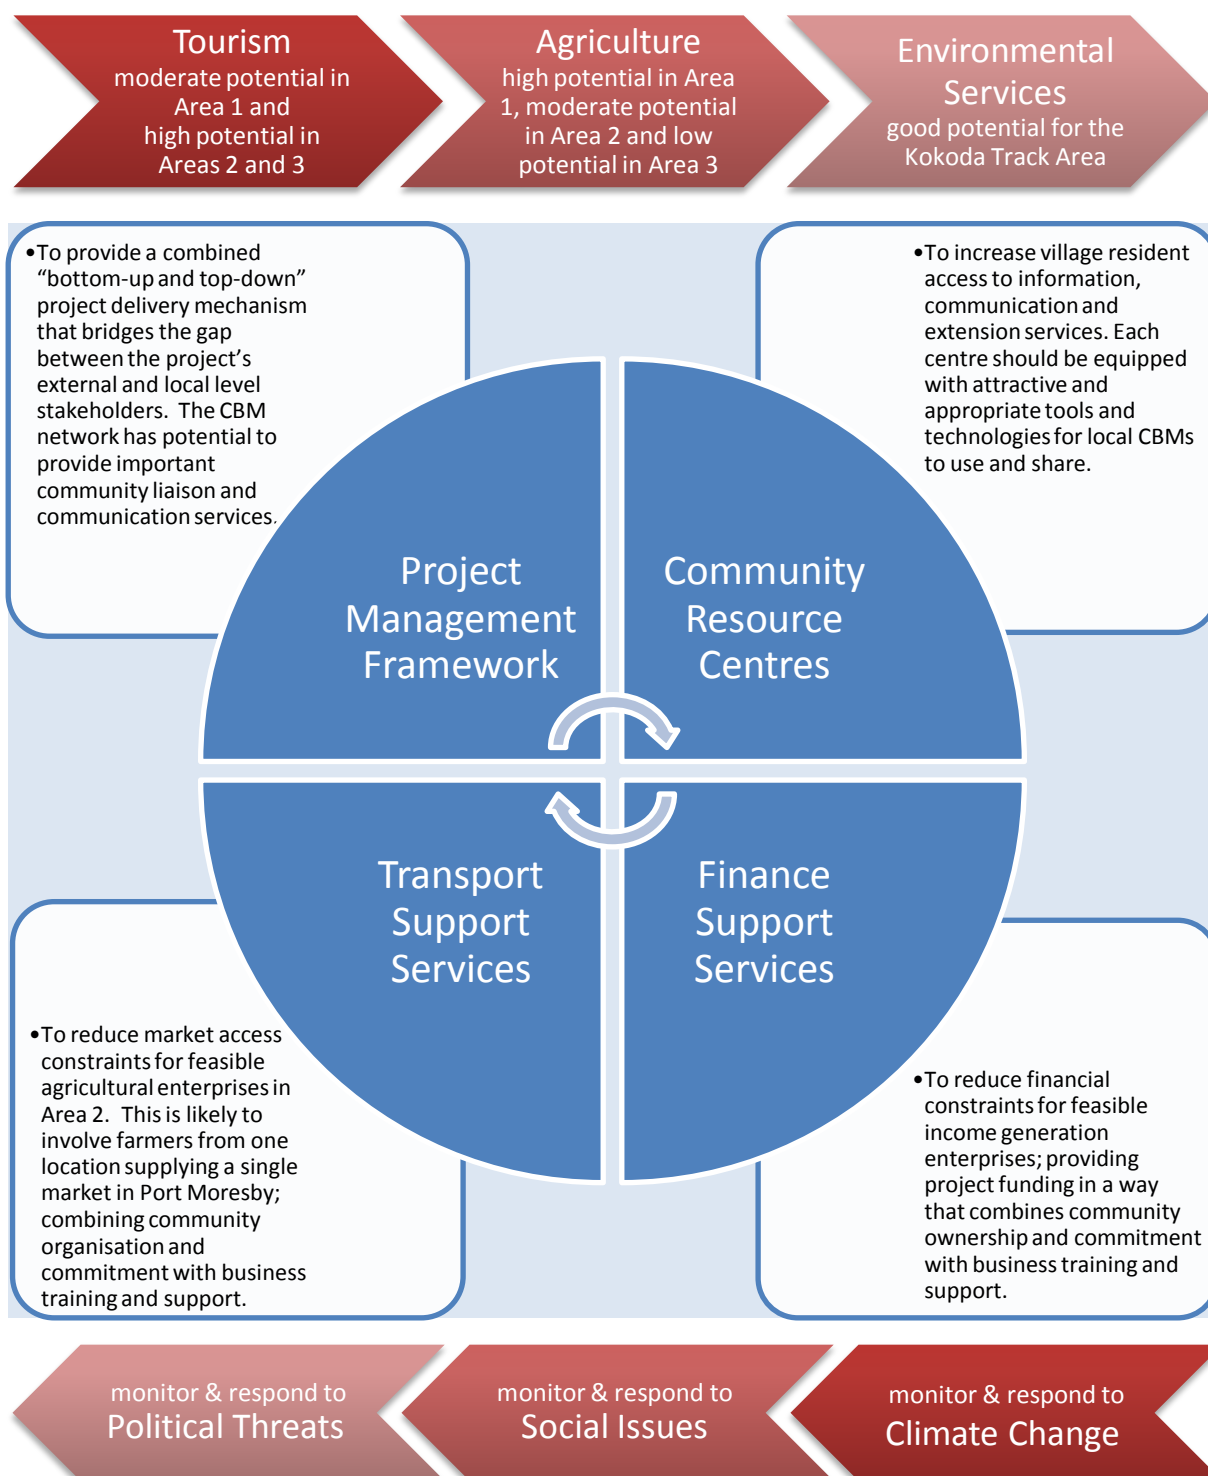 Tourism
moderate potential in
Area 1 and
high potential in
Areas 2 and 3
Agriculture
high potential in Area
1, moderate potential
in Area 2 and low
potential in Area 3
Environmental
Services
good potential for the
Kokoda Track Area
•To provide a combined
“bottom-up and top-down”
project delivery mechanism
that bridges the gap
between the project’s
external and local level
stakeholders.  The CBM
network has potential to
provide important
community liaison and
communication services.
•To increase village resident
access to information,
communication and
extension services. Each
centre should be equipped
with attractive and
appropriate tools and
technologies for local CBMs
to use and share.
Project
Management
Framework
Community
Resource
Centres
Transport
Support
Services
Finance
Support
Services
•To reduce market access
constraints for feasible
agricultural enterprises in
Area 2.  This is likely to
involve farmers from one
location supplying a single
market in Port Moresby;
combining community
organisation and
commitment with business
training and support.
•To reduce financial
constraints for feasible
income generation
enterprises; providing
project funding in a way
that combines community
ownership and commitment
with business training and
support.
monitor & respond to
Political Threats
monitor & respond to
Social Issues
monitor & respond to
Climate Change